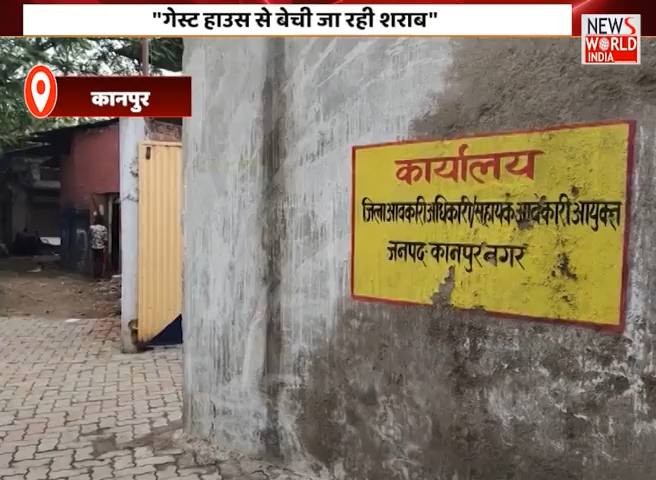 "गेस्ट हाउस से बेची जा रही शराब"
NEWS
WORLD
INDIA
कानपुर
कार्यालय
जिला आबकारी अधिकारी/सहायक आबकारी आयुक्त
जनपद-कानपुर नगर